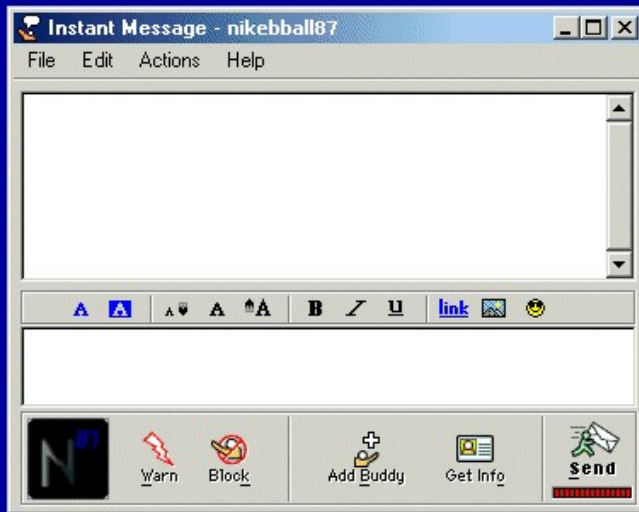 Instant Message - nikebball87
File Edit Actions Help
A A A A A B I u link
N 87
Warn Block Add Buddy Get Info Send